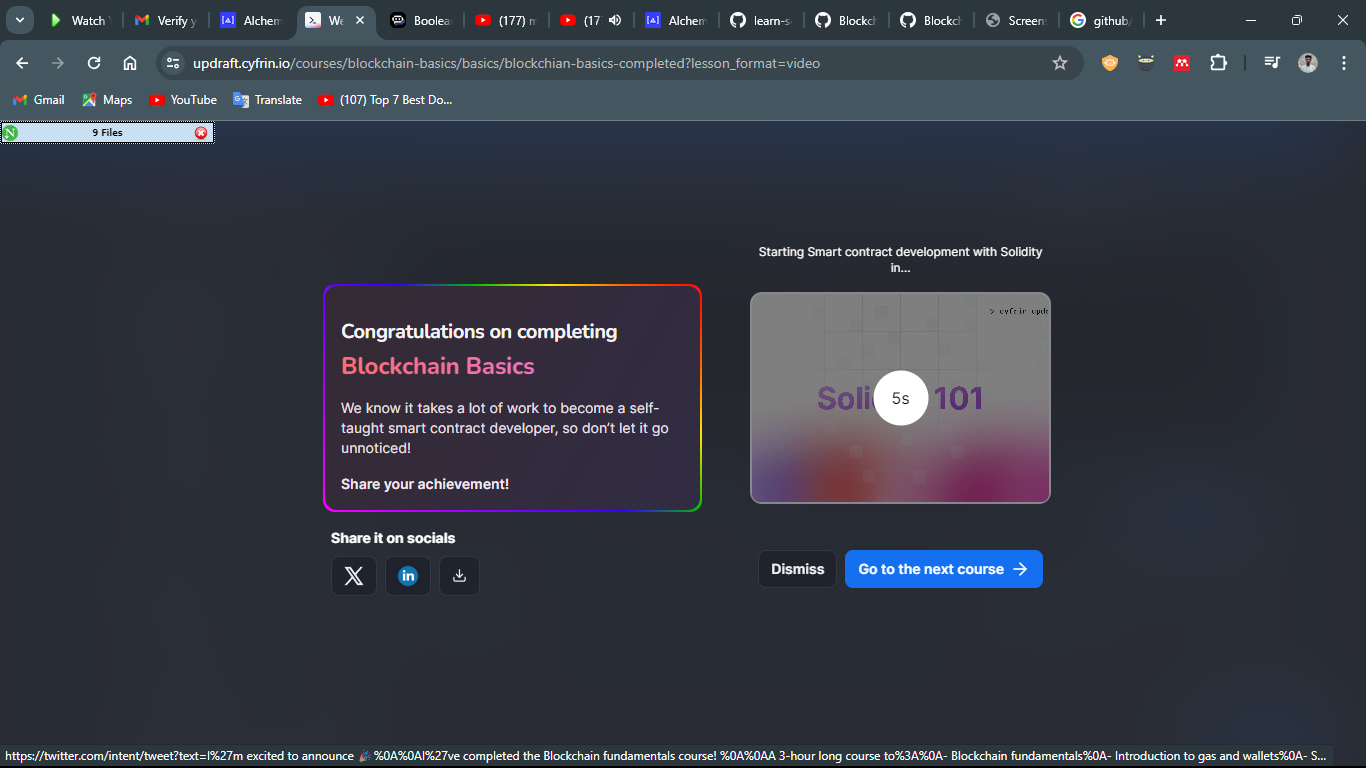 Watch
Verify y
Alchem
We
Boolea
(177) m
(17
Alchem
learn-s
Blockch
Blockch
Screen
github/
updraft.cyfrin.io/courses/blockchain-basics/basics/blockchian-basics-completed?lesson_format=video
Gmail
Maps
YouTube
Translate
(107) Top 7 Best Do...
9 Files
Starting Smart contract development with Solidity
in...
Congratulations on completing
Blockchain Basics
We know it takes a lot of work to become a self-
taught smart contract developer, so don't let it go
unnoticed!
Share your achievement!
> cyfrin upd
Soli 101
5s
Share it on socials
Dismiss
Go to the next course
https://twitter.com/intent/tweet?text=I%27m excited to announce 🎉 %0A%0AI%27ve completed the Blockchain fundamentals course! %0A%0AA 3-hour long course to%3A%0A- Blockchain fundamentals%0A- Introduction to gas and wallets%0A- S...